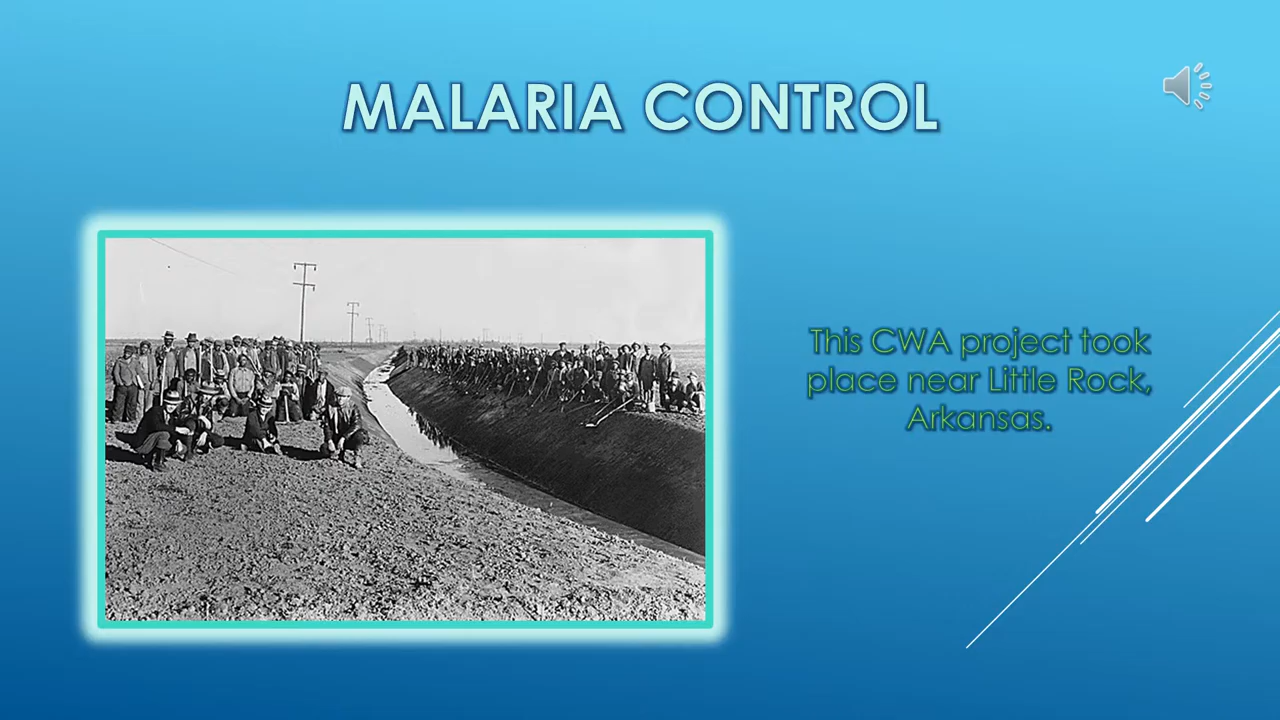 MALARIA CONTROL
This CWA project took
place near Little Rock,
Arkansas.